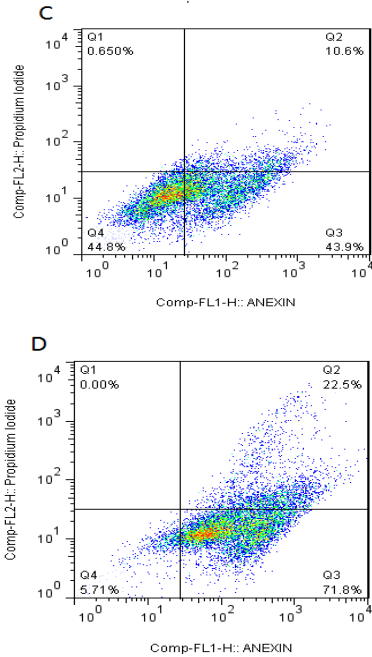 C
Q1
0.650%
Q2
10.6%
Q4
44.8%
Q3
43.9%
10^4
10^3
10^2
10^1
10^0
10^0 10^1 10^2 10^3 10^4
Comp-FL2-H:: Propidium Iodide
Comp-FL1-H:: ANEXIN
D
Q1
0.00%
Q2
22.5%
Q4
5.71%
Q3
71.8%
10^4
10^3
10^2
10^1
10^0
10^0 10^1 10^2 10^3 10^4
Comp-FL2-H:: Propidium Iodide
Comp-FL1-H:: ANEXIN